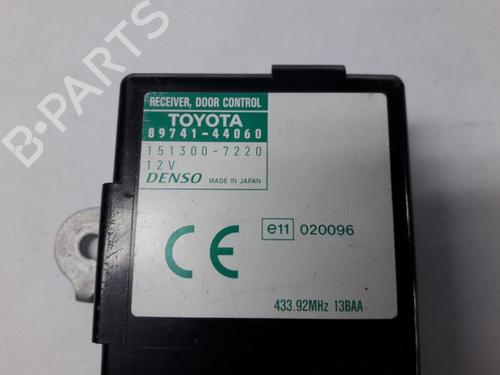 B-PARTS
RECEIVER, DOOR CONTROL
TOYOTA
89741-44060
151300-7220
12V
DENSO MADE IN JAPAN
e11 020096
CE
433.92MHz 13BAA